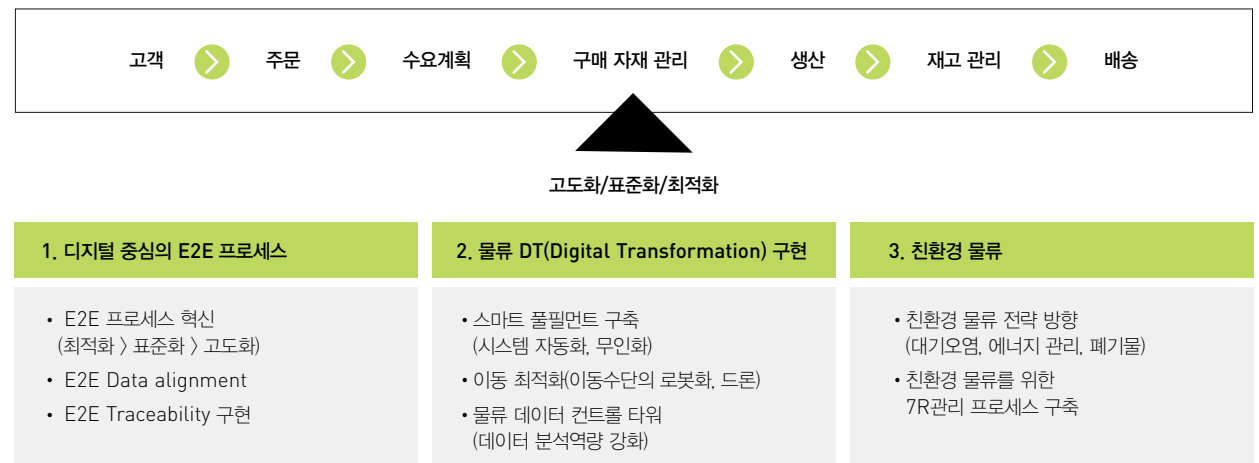 고객 주문 수요계획 구매 자재 관리 생산 재고 관리 배송
고도화/표준화/최적화
1. 디지털 중심의 E2E 프로세스
• E2E 프로세스 혁신
(최적화 〉 표준화 〉 고도화)
• E2E Data alignment
• E2E Traceability 구현
2. 물류 DT(Digital Transformation) 구현
• 스마트 풀필먼트 구축
(시스템 자동화, 무인화)
• 이동 최적화(이동수단의 로봇화, 드론)
• 물류 데이터 컨트롤 타워
(데이터 분석역량 강화)
3. 친환경 물류
• 친환경 물류 전략 방향
(대기오염, 에너지 관리, 폐기물)
• 친환경 물류를 위한
7R관리 프로세스 구축